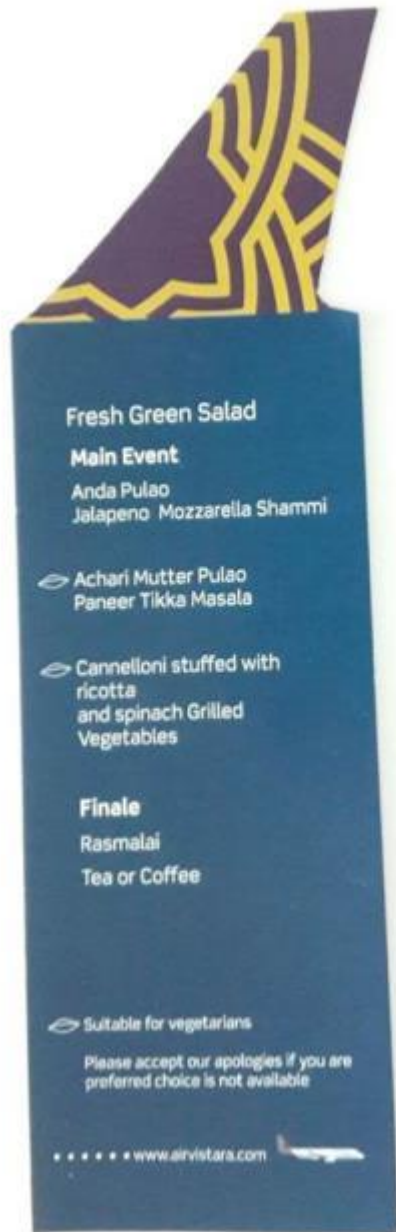 Fresh Green Salad
Main Event
Anda Pulao
Jalapeno Mozzarella Shammi
Achari Mutter Pulao
Paneer Tikka Masala
Cannelloni stuffed with
ricotta
and spinach Grilled
Vegetables
Finale
Rasmalai
Tea or Coffee
Suitable for vegetarians
Please accept our apologies if you are
preferred choice is not available
www.airvistara.com